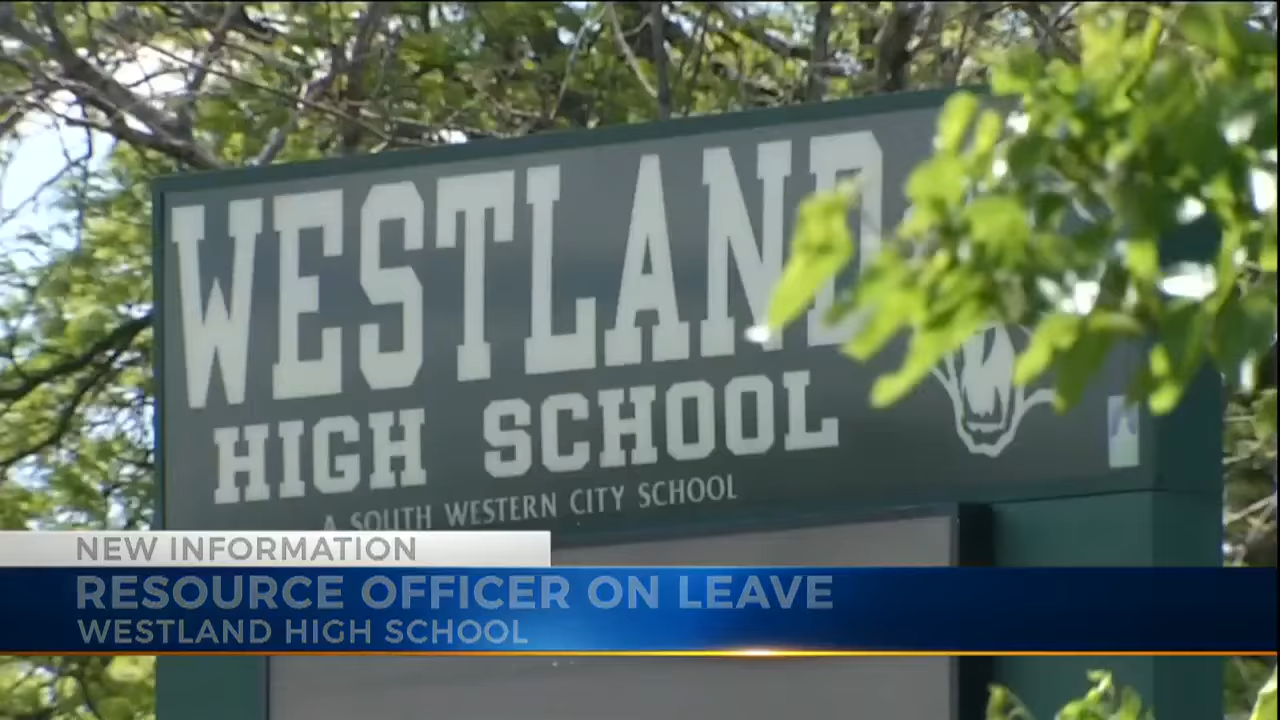 WESTLAND
HIGH SCHOOL
A SOUTH WESTERN CITY SCHOOL
NEW INFORMATION
RESOURCE OFFICER ON LEAVE
WESTLAND HIGH SCHOOL